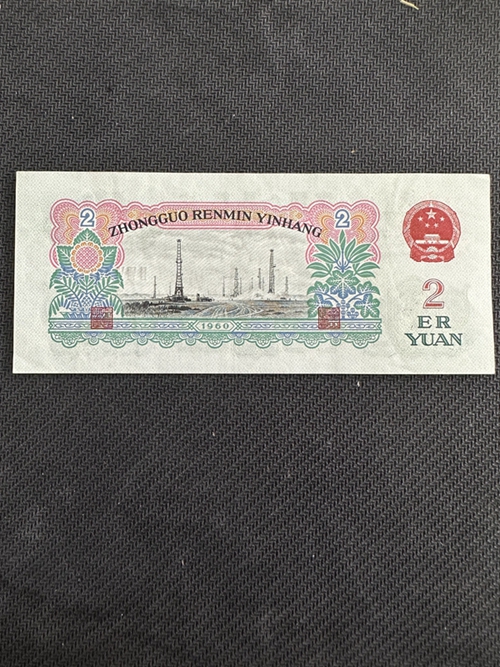 2 2
ZHONGGUO RENMIN YINHANG
1960
2
ER
YUAN